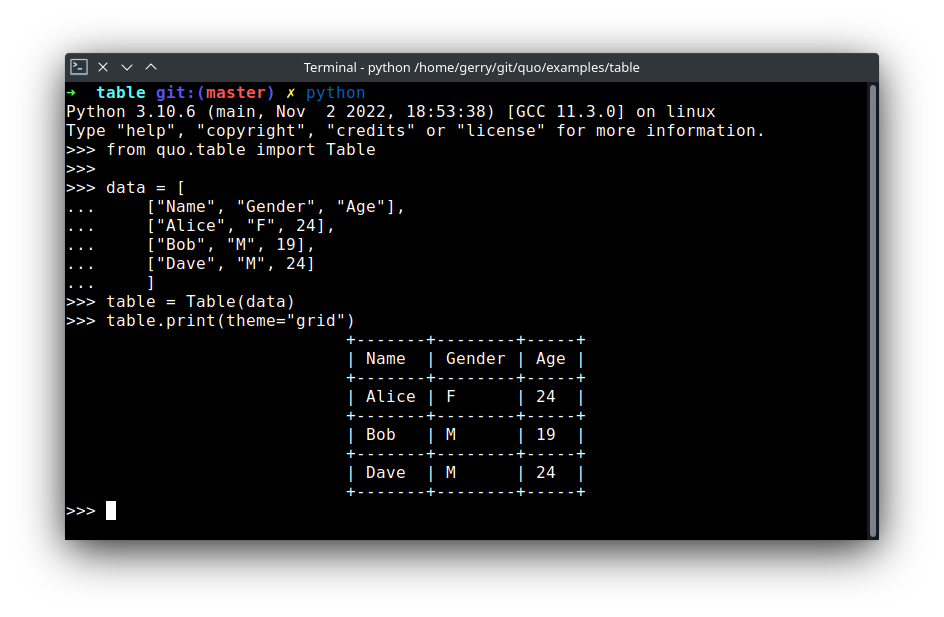 Terminal - python /home/gerry/git/quo/examples/table
→  table git:(master) ✗ python
Python 3.10.6 (main, Nov  2 2022, 18:53:38) [GCC 11.3.0] on linux
Type "help", "copyright", "credits" or "license" for more information.
>>> from quo.table import Table
>>>
>>> data = [
...     ["Name", "Gender", "Age"],
...     ["Alice", "F", 24],
...     ["Bob", "M", 19],
...     ["Dave", "M", 24]
...     ]
>>> table = Table(data)
>>> table.print(theme="grid")
                            +-------+--------+-----+
                            | Name  | Gender | Age |
                            +-------+--------+-----+
                            | Alice | F      | 24  |
                            +-------+--------+-----+
                            | Bob   | M      | 19  |
                            +-------+--------+-----+
                            | Dave  | M      | 24  |
                            +-------+--------+-----+
>>>